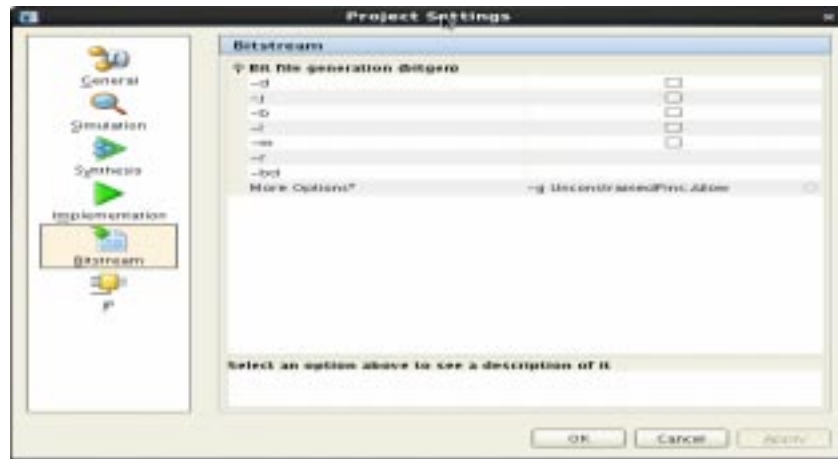 Project Settings
General
Simulation
Synthesis
Implementation
Bitstream
IP
Bitstream
Bit file generation (bitgen)
-d
-j
-b
-l
-m
-r
-bd
More Options*
-g UnconstrainedPins:Allow
Select an option above to see a description of it
OK
Cancel
Apply